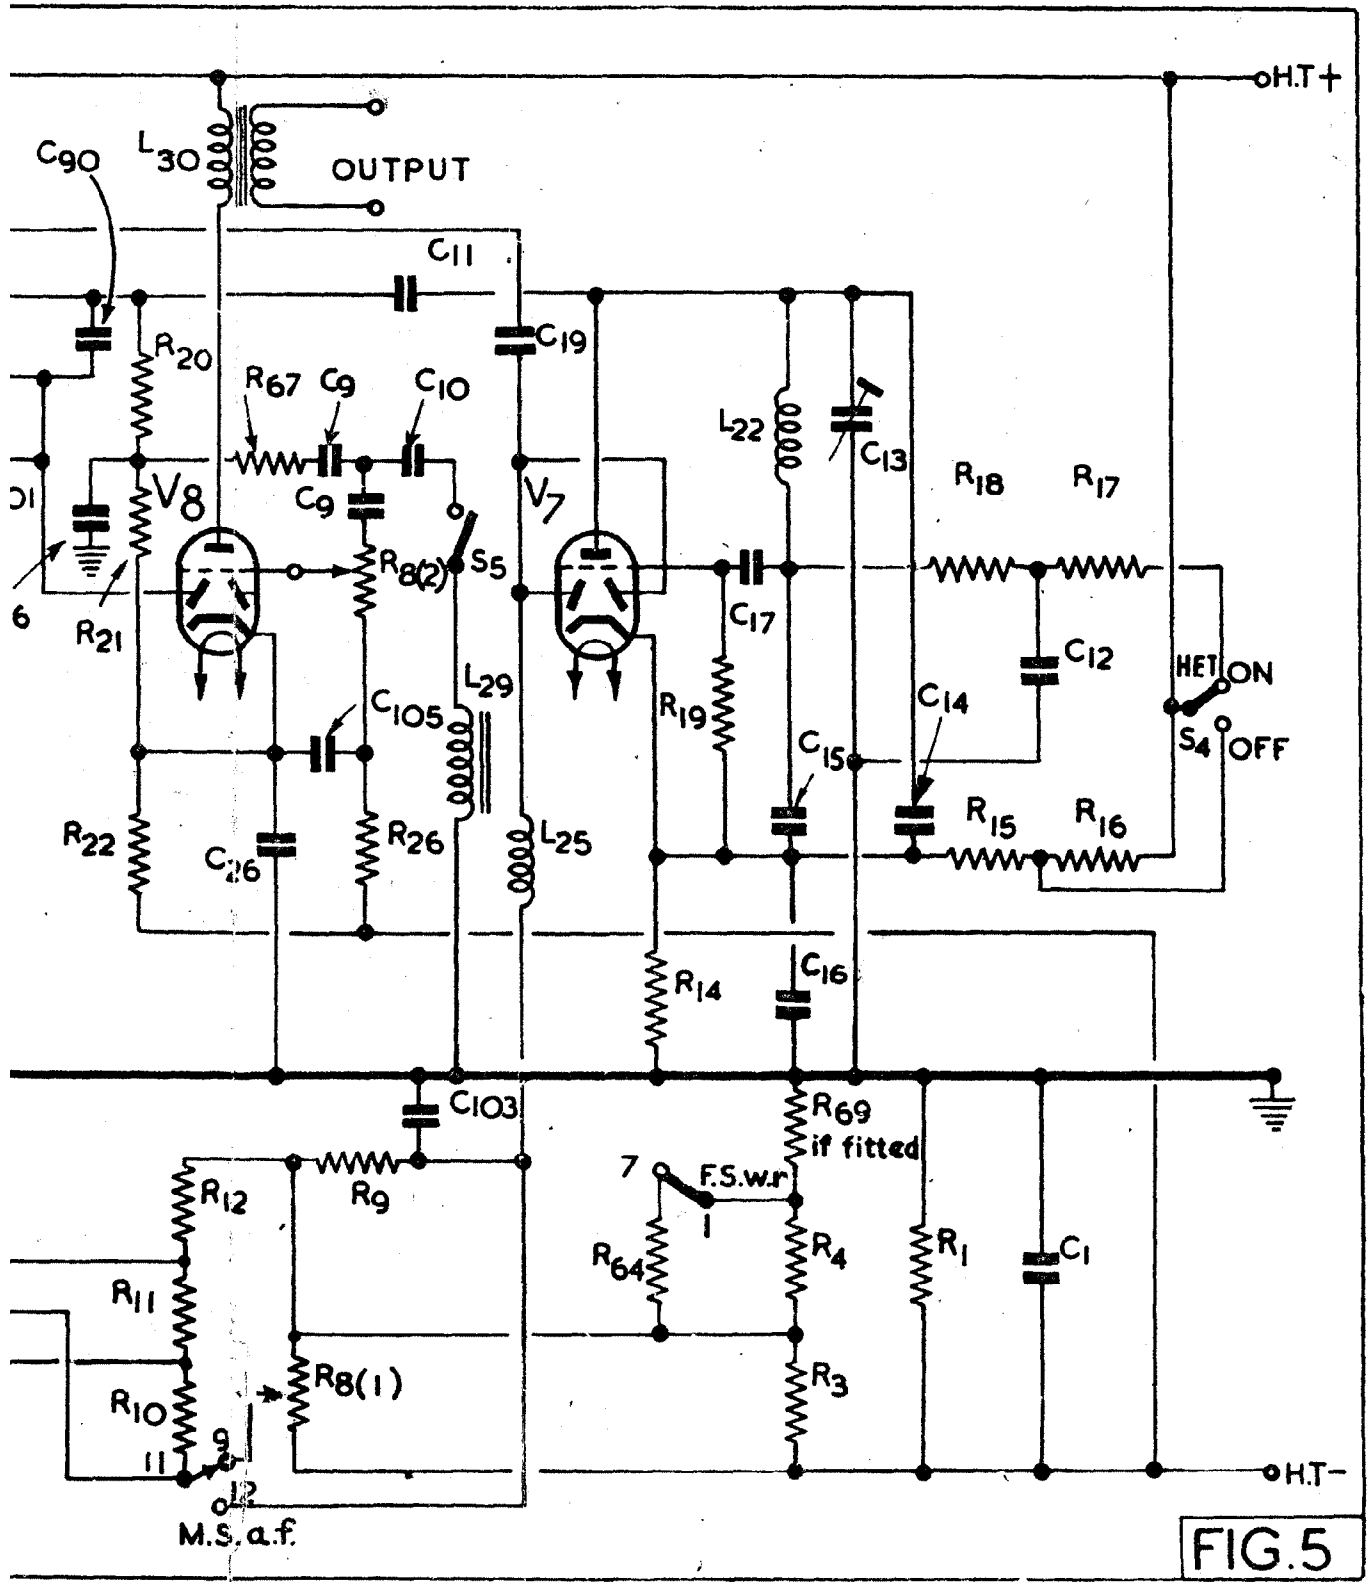 H.T+
C90
L30
OUTPUT
C11
C19
R20
R67
C9
C10
L22
C13
R18
R17
01
V8
C9
V7
R8(2)
S5
6
R21
C17
C12
HET
ON
L29
R19
C14
C105
C15
S4
OFF
R22
C26
R26
L25
R15
R16
C16
R14
C103
R69
if fitted
7
F.S.w.r
1
R12
R9
R64
R4
R1
C1
R11
R8(1)
R3
R10
9
11
12
H.T-
M.S.a.f.
FIG.5